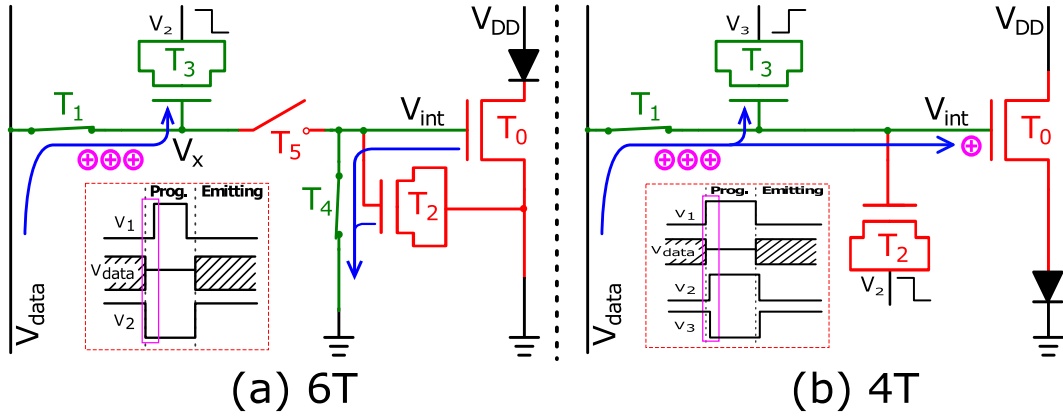 V2
VDD
T3
T1
Vint
T0
T5
Vx
T4
T2
Prog. Emitting
V1
Vdata
V2
Vdata
(a) 6T
V3
VDD
T3
T1
Vint
T0
T2
V2
Prog. Emitting
V1
Vdata
V2
V3
Vdata
(b) 4T